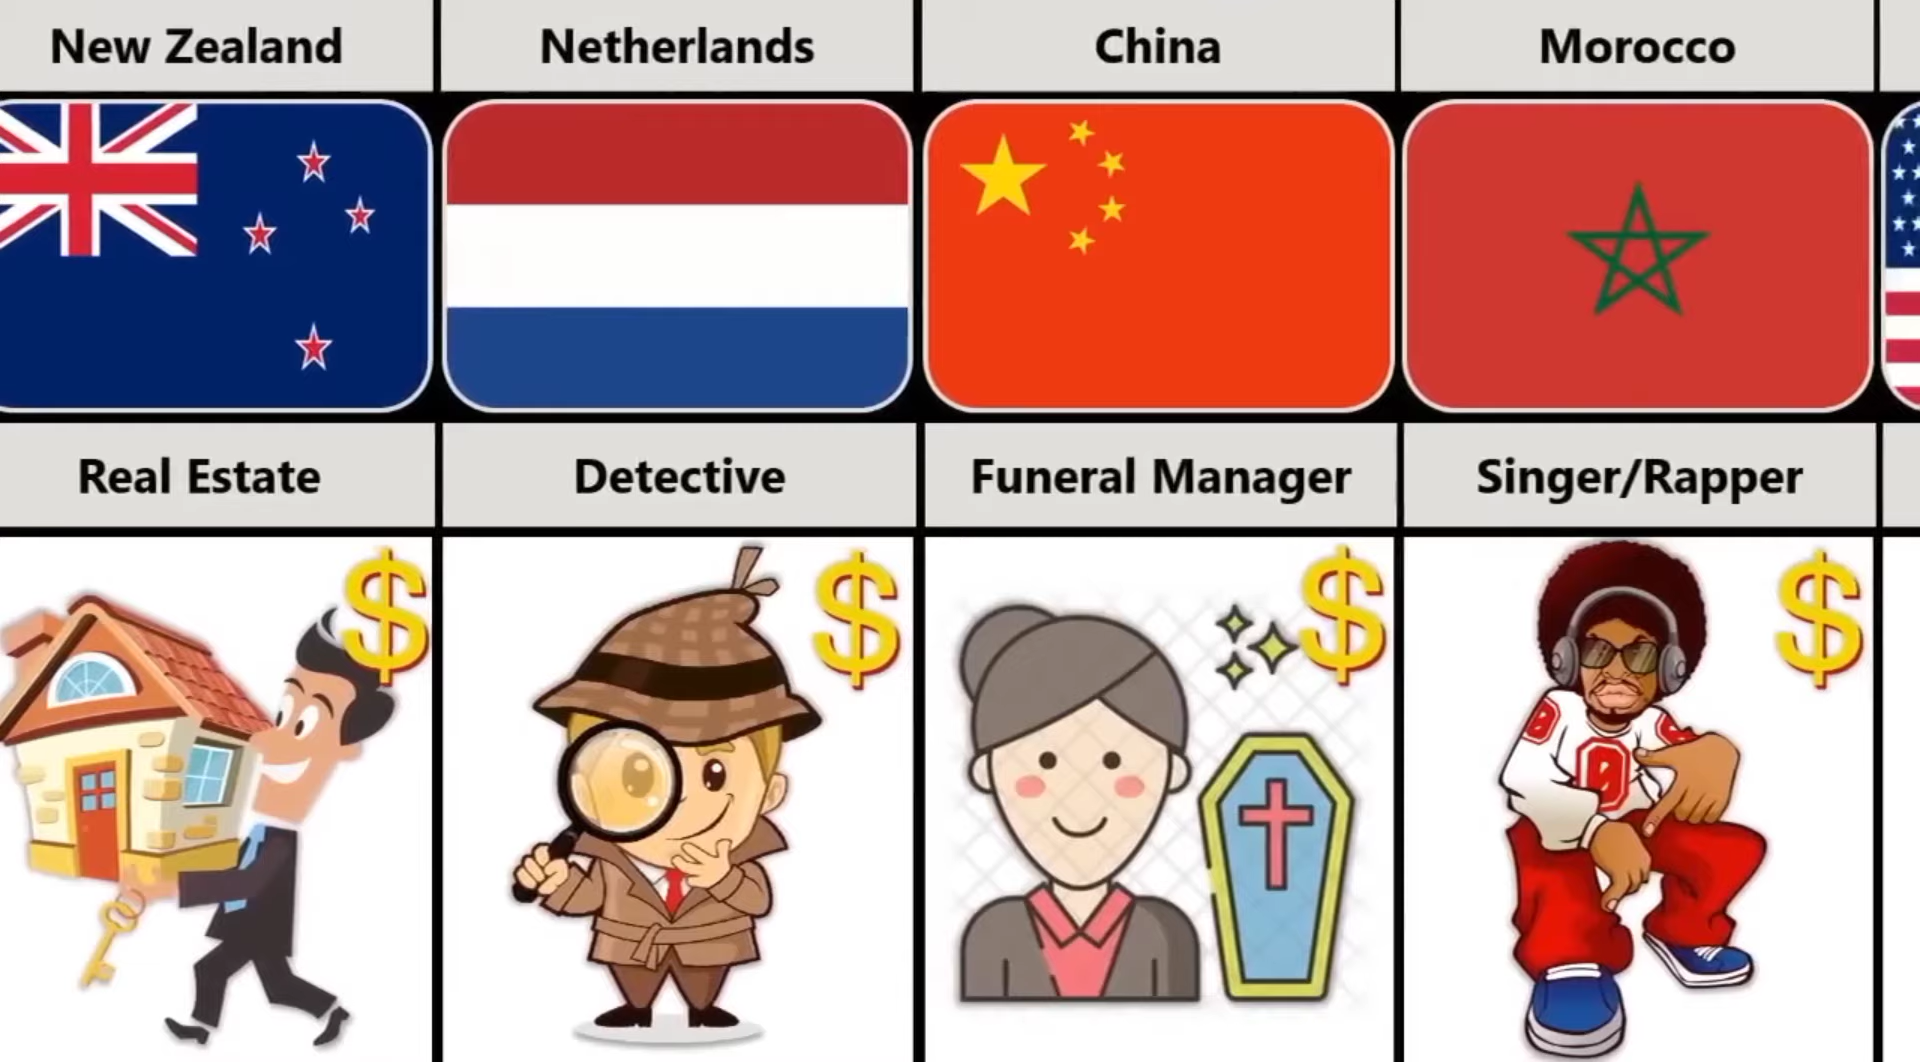 New Zealand
Netherlands
China
Morocco
Real Estate
Detective
Funeral Manager
Singer/Rapper
$
$
$
$